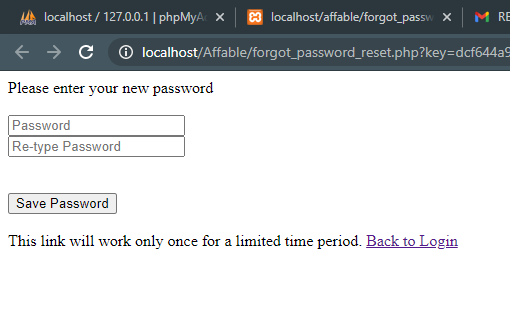 localhost / 127.0.0.1 | phpMyA
localhost/affable/forgot_passw
RE
localhost/Affable/forgot_password_reset.php?key=dcf644a9
Please enter your new password
Password
Re-type Password
Save Password
This link will work only once for a limited time period. Back to Login